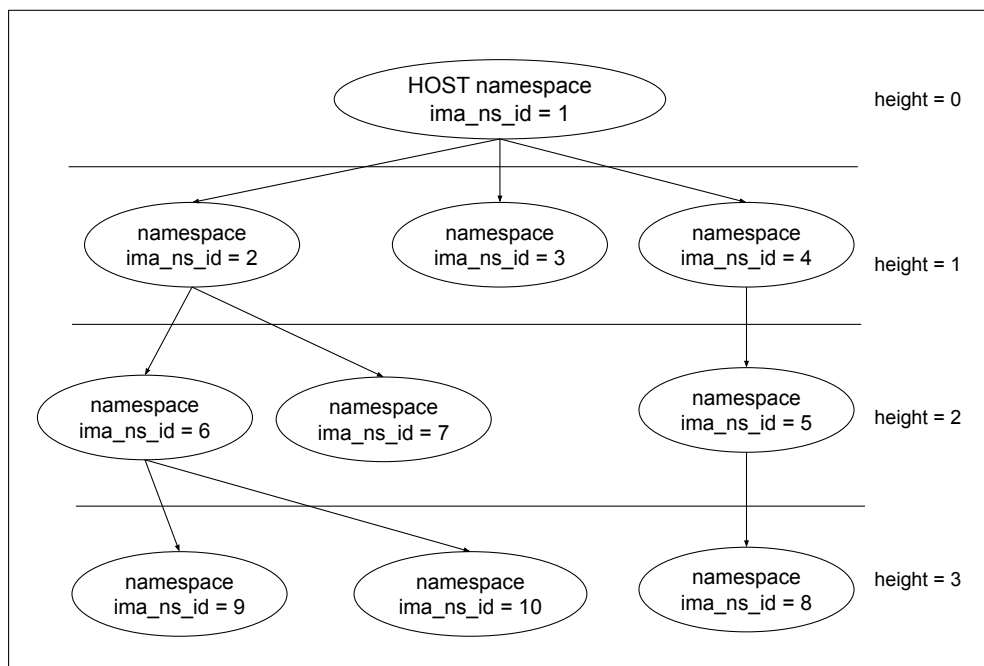 HOST namespace
ima_ns_id = 1
height = 0
namespace
ima_ns_id = 2
namespace
ima_ns_id = 3
namespace
ima_ns_id = 4
height = 1
namespace
ima_ns_id = 6
namespace
ima_ns_id = 7
namespace
ima_ns_id = 5
height = 2
namespace
ima_ns_id = 9
namespace
ima_ns_id = 10
namespace
ima_ns_id = 8
height = 3